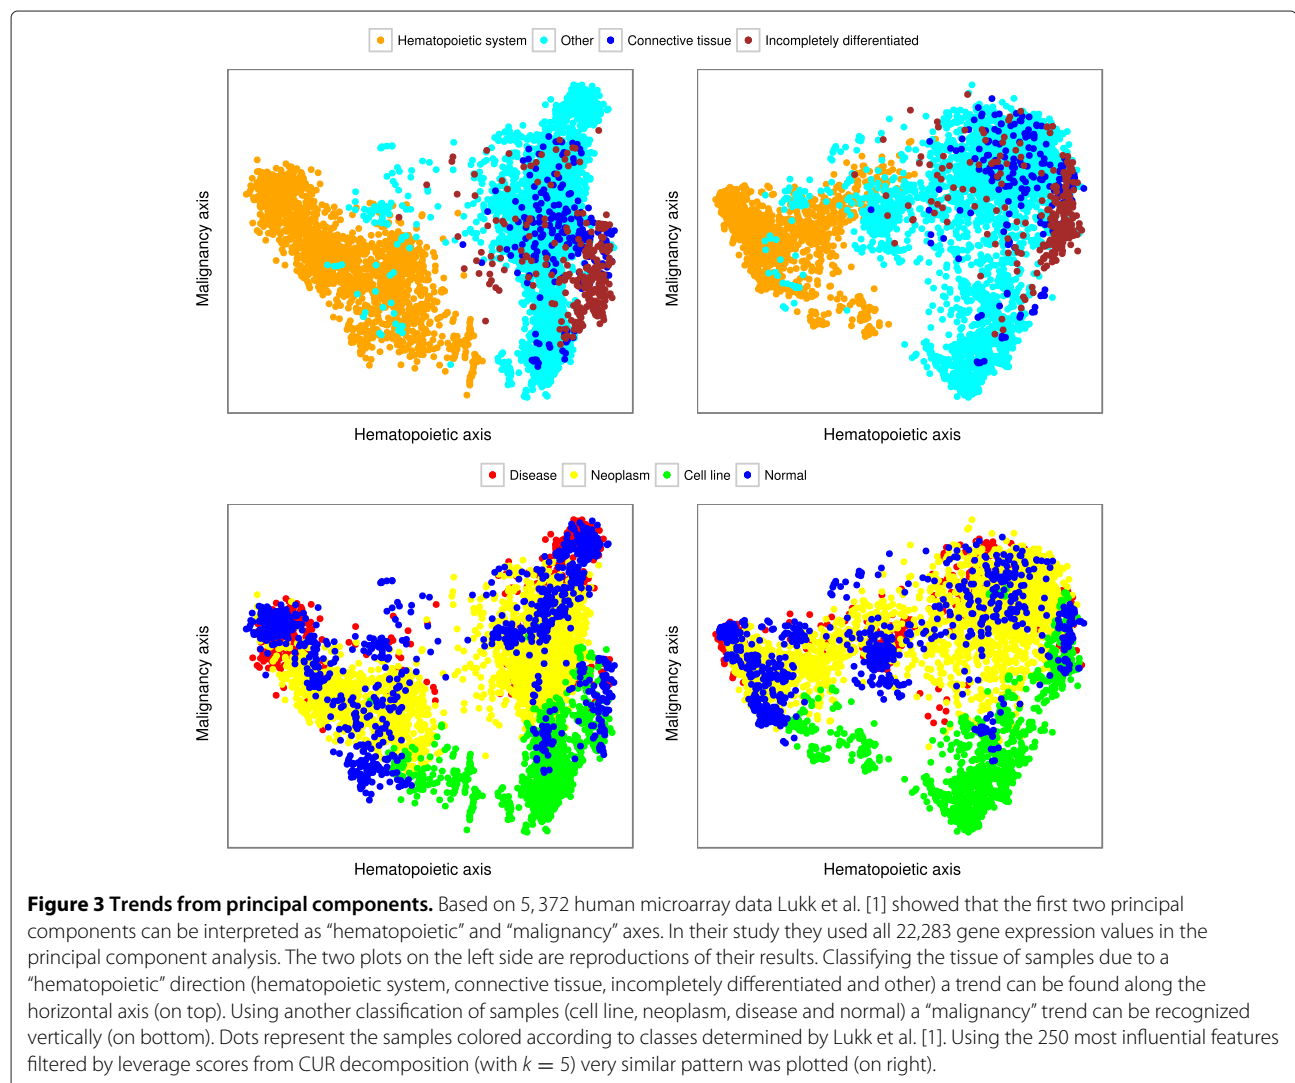 Hematopoietic system Other Connective tissue Incompletely differentiated
Malignancy axis
Hematopoietic axis
Malignancy axis
Hematopoietic axis
Disease Neoplasm Cell line Normal
Malignancy axis
Hematopoietic axis
Malignancy axis
Hematopoietic axis
Figure 3 Trends from principal components. Based on 5, 372 human microarray data Lukk et al. [1] showed that the first two principal
components can be interpreted as “hematopoietic” and “malignancy” axes. In their study they used all 22,283 gene expression values in the
principal component analysis. The two plots on the left side are reproductions of their results. Classifying the tissue of samples due to a
“hematopoietic” direction (hematopoietic system, connective tissue, incompletely differentiated and other) a trend can be found along the
horizontal axis (on top). Using another classification of samples (cell line, neoplasm, disease and normal) a “malignancy” trend can be recognized
vertically (on bottom). Dots represent the samples colored according to classes determined by Lukk et al. [1]. Using the 250 most influential features
filtered by leverage scores from CUR decomposition (with k = 5) very similar pattern was plotted (on right).